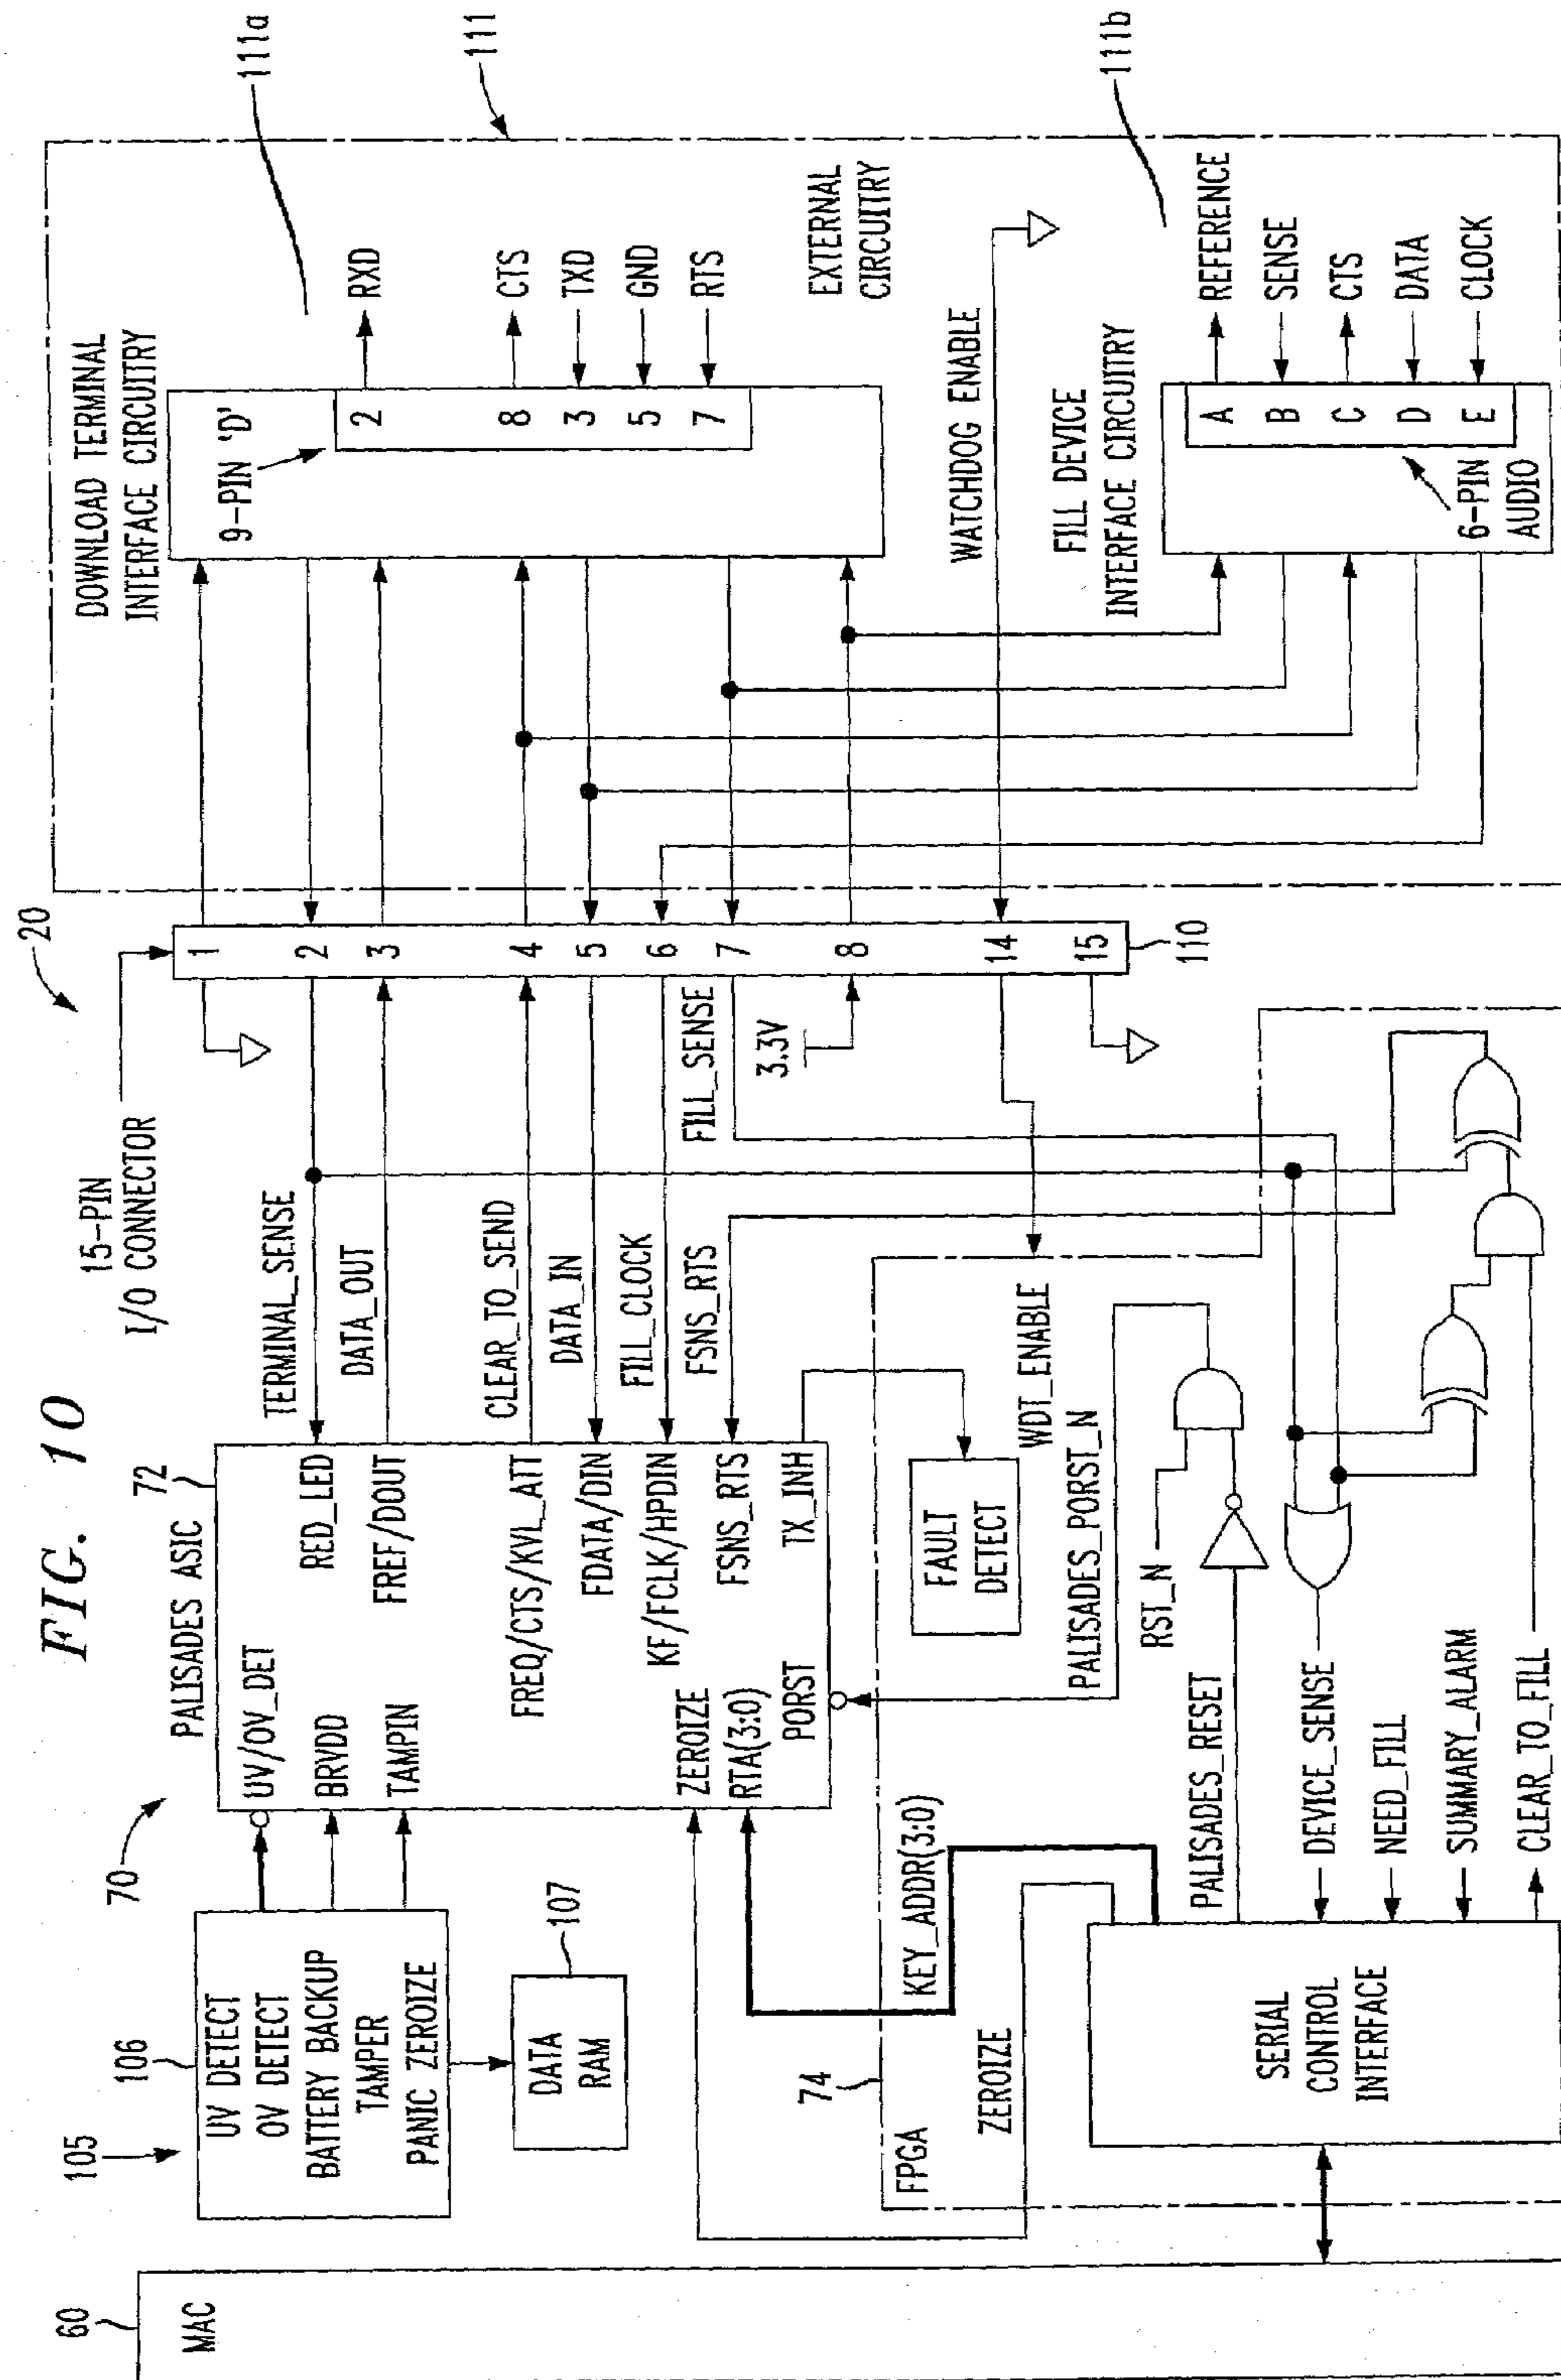 FIG. 10
20
60
MAC
105
106
UV DETECT
OV DETECT
BATTERY BACKUP
TAMPER
PANIC ZEROIZE
107
DATA
RAM
70
PALISADES ASIC
72
UV/OV_DET
BRVDD
TAMPIN
ZEROIZE
RTA(3:0)
PORST
RED_LED
FREF/DOUT
FREQ/CTS/KVL_ATT
FDATA/DIN
KF/FCLK/HPDIN
FSNS_RTS
TX_INH
TERMINAL_SENSE
DATA_OUT
CLEAR_TO_SEND
DATA_IN
FILL_CLOCK
FSNS_RTS
FILL_SENSE
3.3V
15-PIN
I/O CONNECTOR
1
2
3
4
5
6
7
8
14
15
110
DOWNLOAD TERMINAL
INTERFACE CIRCUITRY
9-PIN 'D'
2
8
3
5
7
RXD
CTS
TXD
GND
RTS
111a
111
EXTERNAL
CIRCUITRY
WATCHDOG ENABLE
FILL DEVICE
INTERFACE CIRCUITRY
111b
A
B
C
D
E
6-PIN
AUDIO
REFERENCE
SENSE
CTS
DATA
CLOCK
74
FPGA
ZEROIZE
KEY_ADDR(3:0)
FAULT
DETECT
WDT_ENABLE
PALISADES_PORST_N
RST_N
PALISADES_RESET
DEVICE_SENSE
NEED_FILL
SUMMARY_ALARM
CLEAR_TO_FILL
SERIAL
CONTROL
INTERFACE